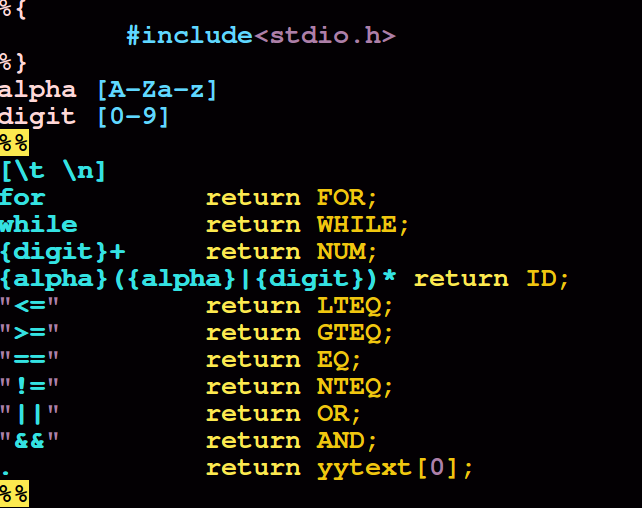 %{
#include<stdio.h>
%}
alpha [A-Za-z]
digit [0-9]
%%
[\t \n]
for return FOR;
while return WHILE;
{digit}+ return NUM;
{alpha}({alpha}|{digit})* return ID;
"<=" return LTEQ;
">=" return GTEQ;
"==" return EQ;
"!=" return NTEQ;
"||" return OR;
"&&" return AND;
. return yytext[0];
%%